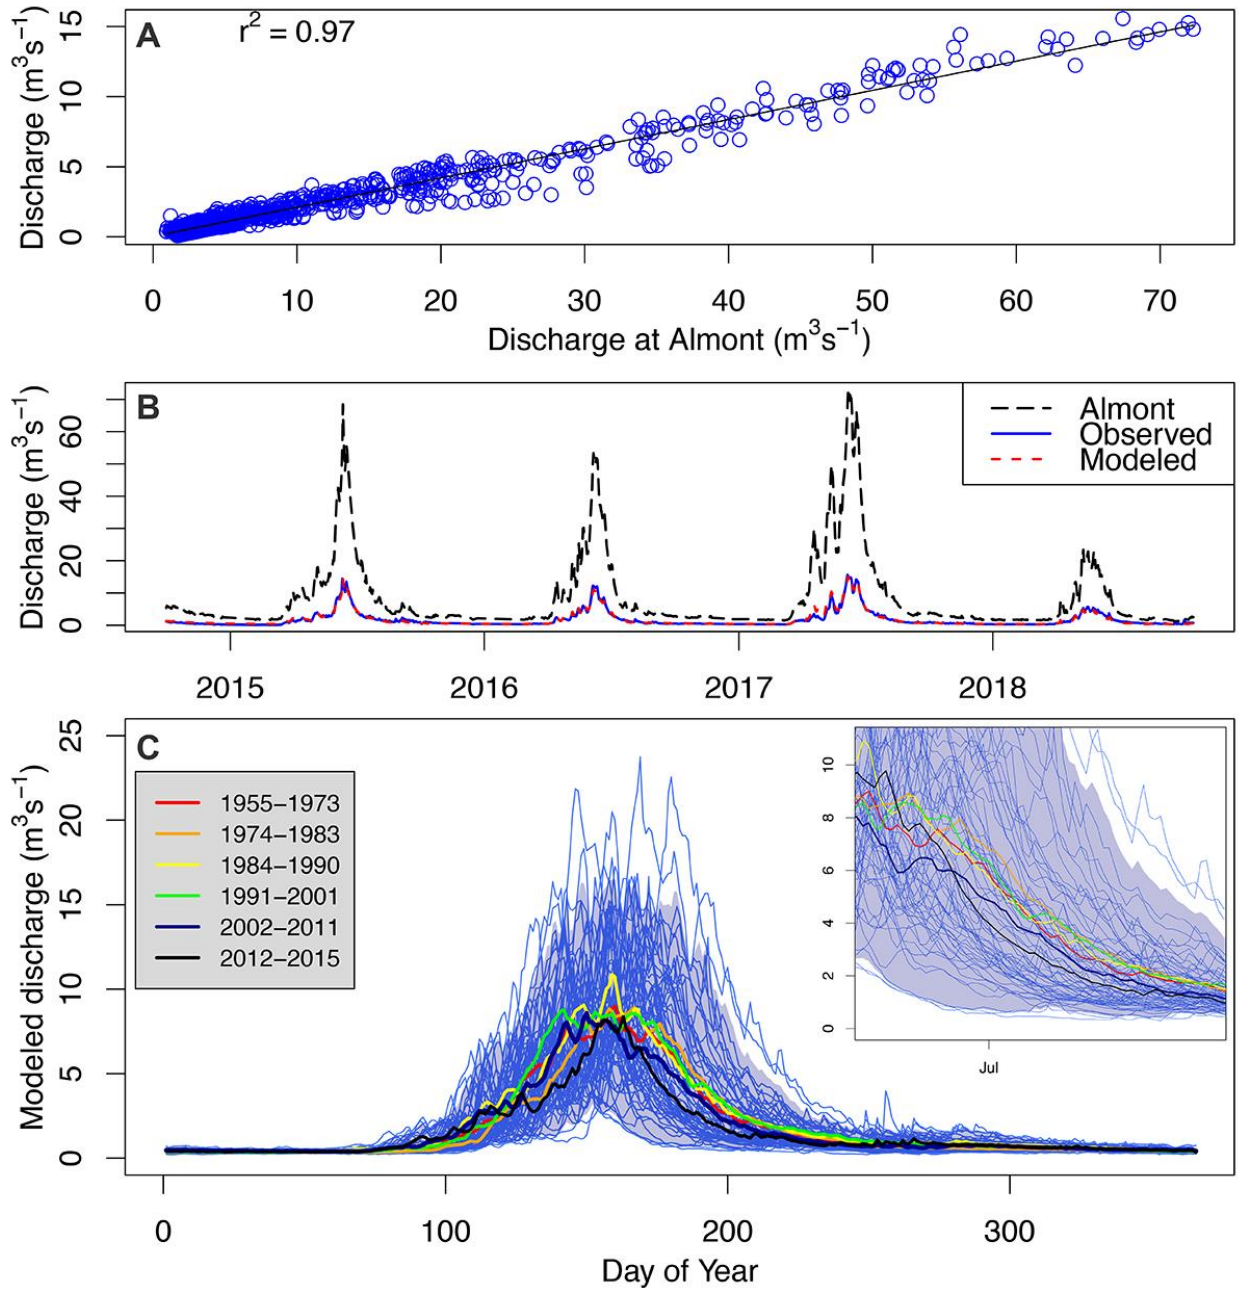 A
r² = 0.97
Discharge (m³s⁻¹)
15
10
5
0
0 10 20 30 40 50 60 70
Discharge at Almont (m³s⁻¹)
B
Almont
Observed
Modeled
Discharge (m³s⁻¹)
60
40
20
0
2015 2016 2017 2018
C
1955–1973
1974–1983
1984–1990
1991–2001
2002–2011
2012–2015
Modeled discharge (m³s⁻¹)
25
20
15
10
5
0
10
8
6
4
2
0
Jul
0 100 200 300
Day of Year